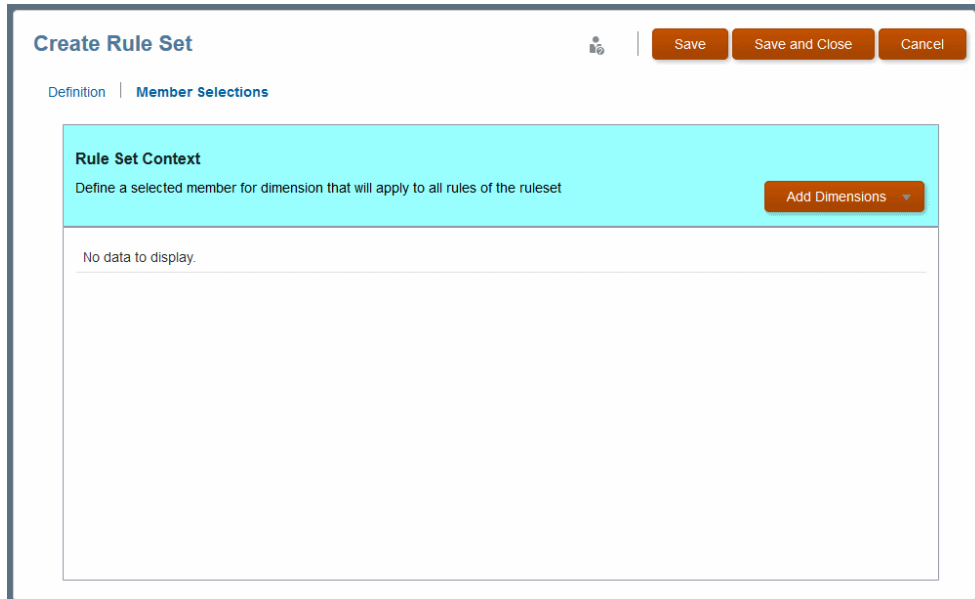 Create Rule Set
Save
Save and Close
Cancel
Definition
Member Selections
Rule Set Context
Define a selected member for dimension that will apply to all rules of the ruleset
Add Dimensions
No data to display.